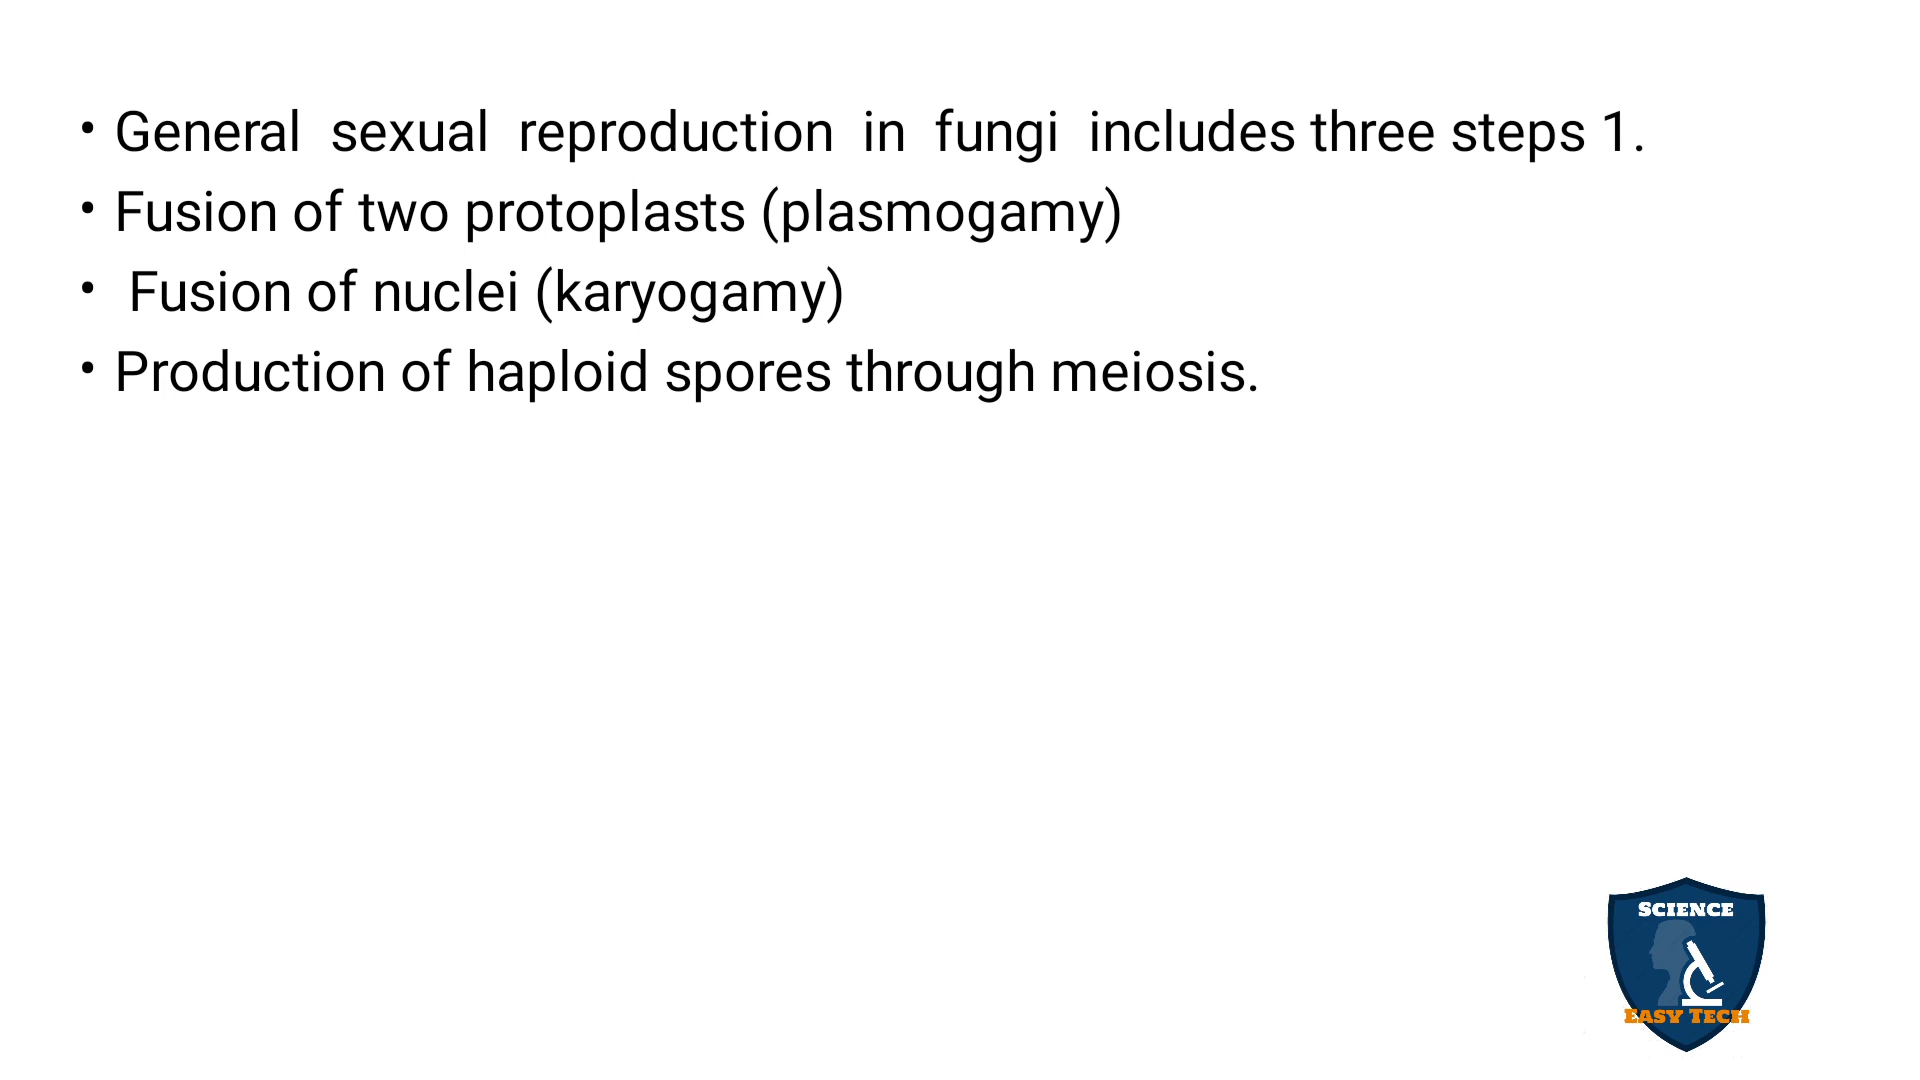 • General sexual reproduction in fungi includes three steps 1.
• Fusion of two protoplasts (plasmogamy)
• Fusion of nuclei (karyogamy)
• Production of haploid spores through meiosis.
SCIENCE
EASY TECH